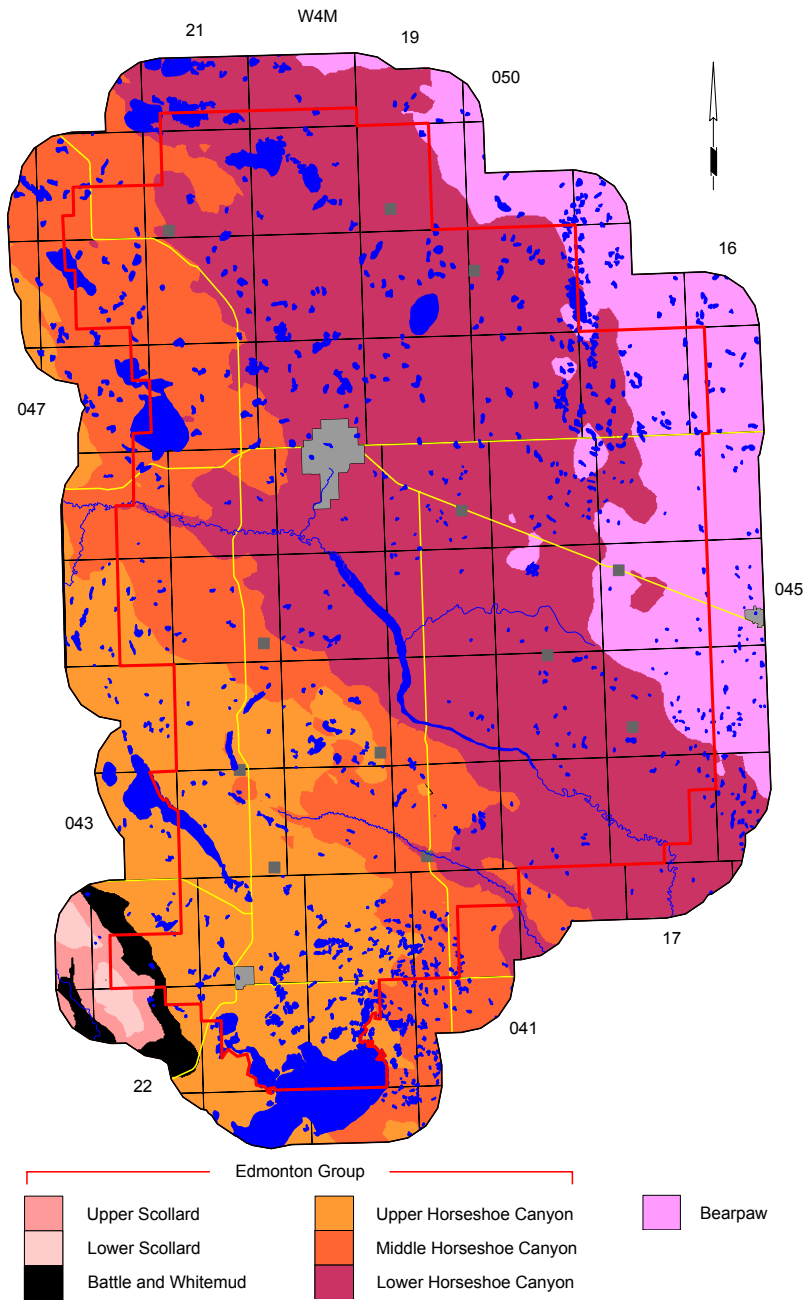 W4M
21
19
050
16
047
045
043
17
041
22
Edmonton Group
Upper Scollard
Lower Scollard
Battle and Whitemud
Upper Horseshoe Canyon
Middle Horseshoe Canyon
Lower Horseshoe Canyon
Bearpaw